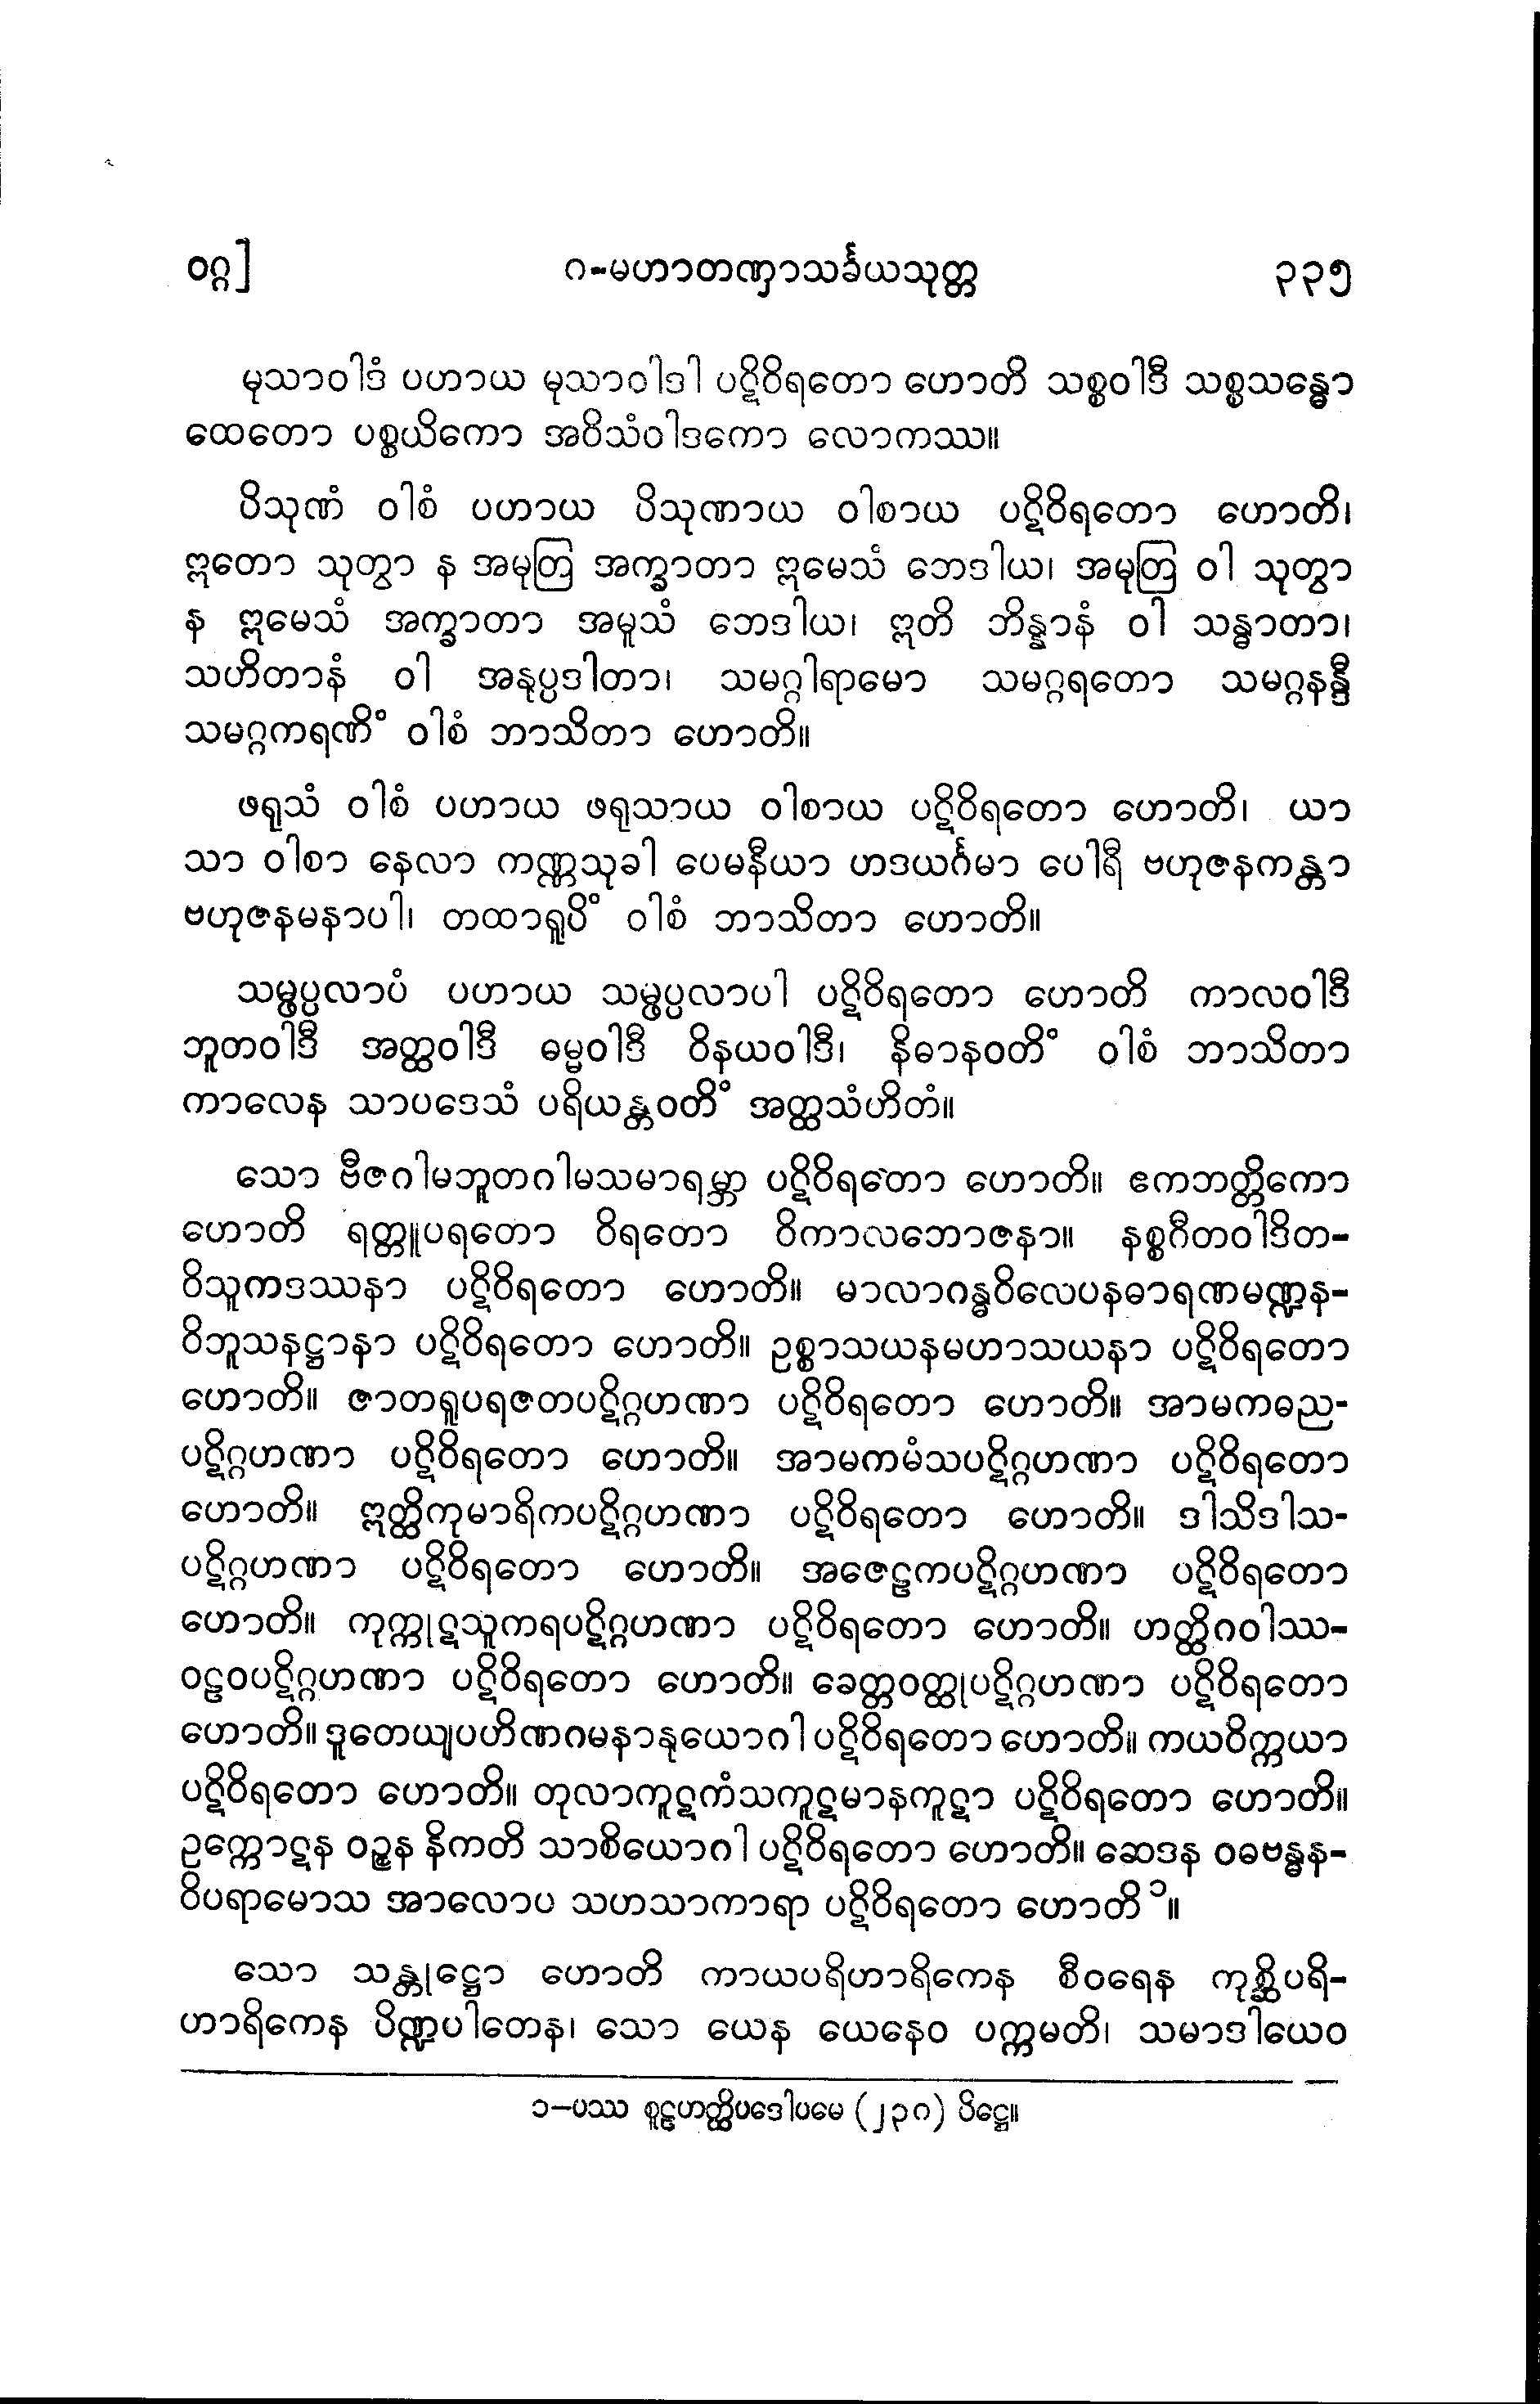 ဝဂ္ဂ]
ဂ-မဟာတဏှာသင်္ခယသုတ္တ
၃၃၅
မုသာဝါဒံ ပဟာယ မုသာဝါဒါ ပဋိဝိရတော ဟောတိ သစ္စဝါဒီ သစ္စသန္ဓော
ထေတော ပစ္စယိကော အဝိသံဝါဒကော လောကဿ။
ပိသုဏံ ဝါစံ ပဟာယ ပိသုဏာယ ဝါစာယ ပဋိဝိရတော ဟောတိ၊
ဣတော သုတွာ န အမုတြ အက္ခာတာ ဣမေသံ ဘေဒါယ၊ အမုတြ ဝါ သုတွာ
န ဣမေသံ အက္ခာတာ အမူသံ ဘေဒါယ၊ ဣတိ ဘိန္နာနံ ဝါ သန္ဓာတာ၊
သဟိတာနံ ဝါ အနုပ္ပဒါတာ၊ သမဂ္ဂါရာမော သမဂ္ဂရတော သမဂ္ဂနန္ဒီ
သမဂ္ဂကရဏိံ ဝါစံ ဘာသိတာ ဟောတိ။
ဖရုသံ ဝါစံ ပဟာယ ဖရုသာယ ဝါစာယ ပဋိဝိရတော ဟောတိ၊ ယာ
သာ ဝါစာ နေလာ ကဏ္ဏသုခါ ပေမနီယာ ဟဒယင်္ဂမာ ပေါရီ ဗဟုဇနကန္တာ
ဗဟုဇနမနာပါ၊ တထာရူပိံ ဝါစံ ဘာသိတာ ဟောတိ။
သမ္ဖပ္ပလာပံ ပဟာယ သမ္ဖပ္ပလာပါ ပဋိဝိရတော ဟောတိ ကာလဝါဒီ
ဘူတဝါဒီ အတ္ထဝါဒီ ဓမ္မဝါဒီ ဝိနယဝါဒီ၊ နိဓာနဝတိံ ဝါစံ ဘာသိတာ
ကာလေန သာပဒေသံ ပရိယန္တဝတိံ အတ္ထသံဟိတံ။
သော ဗီဇဂါမဘူတဂါမသမာရမ္ဘာ ပဋိဝိရတော ဟောတိ။ ဧကဘတ္တိကော
ဟောတိ ရတ္တူပရတော ဝိရတော ဝိကာလဘောဇနာ။ နစ္စဂီတဝါဒိတ-
ဝိသူကဒဿနာ ပဋိဝိရတော ဟောတိ။ မာလာဂန္ဓဝိလေပနဓာရဏမဏ္ဍန-
ဝိဘူသနဋ္ဌာနာ ပဋိဝိရတော ဟောတိ။ ဥစ္စာသယနမဟာသယနာ ပဋိဝိရတော
ဟောတိ။ ဇာတရူပရဇတပဋိဂ္ဂဟဏာ ပဋိဝိရတော ဟောတိ။ အာမကဓည-
ပဋိဂ္ဂဟဏာ ပဋိဝိရတော ဟောတိ။ အာမကမံသပဋိဂ္ဂဟဏာ ပဋိဝိရတော
ဟောတိ။ ဣတ္ထိကုမာရိကပဋိဂ္ဂဟဏာ ပဋိဝိရတော ဟောတိ။ ဒါသိဒါသ-
ပဋိဂ္ဂဟဏာ ပဋိဝိရတော ဟောတိ။ အဇေဠကပဋိဂ္ဂဟဏာ ပဋိဝိရတော
ဟောတိ။ ကုက္ကုဋသူကရပဋိဂ္ဂဟဏာ ပဋိဝိရတော ဟောတိ။ ဟတ္ထိဂဝါဿ-
ဝဠဝပဋိဂ္ဂဟဏာ ပဋိဝိရတော ဟောတိ။ ခေတ္တဝတ္ထုပဋိဂ္ဂဟဏာ ပဋိဝိရတော
ဟောတိ။ ဒူတေယျပဟိဏဂမနာနုယောဂါ ပဋိဝိရတော ဟောတိ။ ကယဝိက္ကယာ
ပဋိဝိရတော ဟောတိ။ တုလာကူဋကံသကူဋမာနကူဋာ ပဋိဝိရတော ဟောတိ။
ဥက္ကောဋန ဝဉ္စန နိကတိ သာစိယောဂါ ပဋိဝိရတော ဟောတိ။ ဆေဒန ဝဓဗန္ဓန-
ဝိပရာမောသ အာလောပ သဟသာကာရာ ပဋိဝိရတော ဟောတိ ၁။
သော သန္တုဋ္ဌော ဟောတိ ကာယပရိဟာရိကေန စီဝရေန ကုစ္ဆိပရိ-
ဟာရိကေန ပိဏ္ဍပါတေန၊ သော ယေန ယေနေဝ ပက္ကမတိ၊ သမာဒါယေဝ
၁-ပဿ စူဠဟတ္ထိပဒေါပမေ (၂၃၈) ပိဋ္ဌေ။